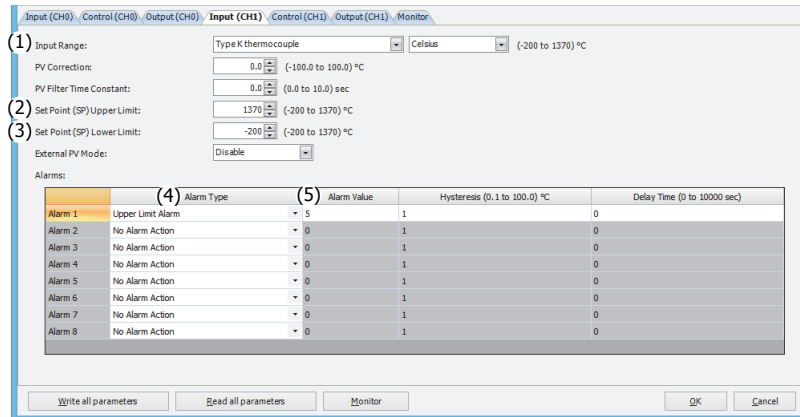 Input (CH0) Control (CH0) Output (CH0) Input (CH1) Control (CH1) Output (CH1) Monitor
(1) Input Range: Type K thermocouple Celsius (-200 to 1370) °C
PV Correction: 0.0 (-100.0 to 100.0) °C
PV Filter Time Constant: 0.0 (0.0 to 10.0) sec
(2) Set Point (SP) Upper Limit: 1370 (-200 to 1370) °C
(3) Set Point (SP) Lower Limit: -200 (-200 to 1370) °C
External PV Mode: Disable
Alarms:
(4) Alarm Type (5) Alarm Value Hysteresis (0.1 to 100.0) °C Delay Time (0 to 10000 sec)
Alarm 1 Upper Limit Alarm 5 1 0
Alarm 2 No Alarm Action 0 1 0
Alarm 3 No Alarm Action 0 1 0
Alarm 4 No Alarm Action 0 1 0
Alarm 5 No Alarm Action 0 1 0
Alarm 6 No Alarm Action 0 1 0
Alarm 7 No Alarm Action 0 1 0
Alarm 8 No Alarm Action 0 1 0
Write all parameters Read all parameters Monitor OK Cancel